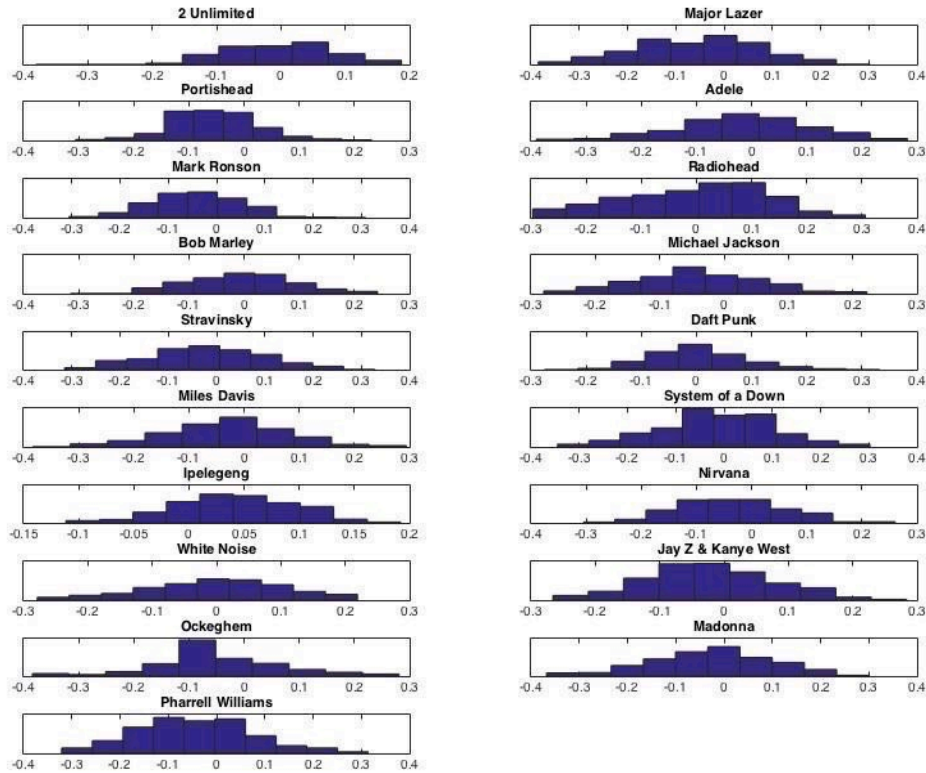 2 Unlimited
-0.4 -0.3 -0.2 -0.1 0 0.1 0.2
Portishead
-0.4 -0.3 -0.2 -0.1 0 0.1 0.2 0.3
Mark Ronson
-0.4 -0.3 -0.2 -0.1 0 0.1 0.2 0.3 0.4
Bob Marley
-0.4 -0.3 -0.2 -0.1 0 0.1 0.2 0.3
Stravinsky
-0.4 -0.3 -0.2 -0.1 0 0.1 0.2 0.3 0.4
Miles Davis
-0.4 -0.3 -0.2 -0.1 0 0.1 0.2 0.3
Ipelegeng
-0.15 -0.1 -0.05 0 0.05 0.1 0.15 0.2
White Noise
-0.3 -0.2 -0.1 0 0.1 0.2 0.3
Ockeghem
-0.4 -0.3 -0.2 -0.1 0 0.1 0.2 0.3
Pharrell Williams
-0.4 -0.3 -0.2 -0.1 0 0.1 0.2 0.3 0.4
Major Lazer
-0.4 -0.3 -0.2 -0.1 0 0.1 0.2 0.3 0.4
Adele
-0.4 -0.3 -0.2 -0.1 0 0.1 0.2 0.3
Radiohead
-0.3 -0.2 -0.1 0 0.1 0.2 0.3 0.4
Michael Jackson
-0.3 -0.2 -0.1 0 0.1 0.2 0.3
Daft Punk
-0.3 -0.2 -0.1 0 0.1 0.2 0.3 0.4
System of a Down
-0.4 -0.3 -0.2 -0.1 0 0.1 0.2 0.3 0.4
Nirvana
-0.4 -0.3 -0.2 -0.1 0 0.1 0.2 0.3
Jay Z & Kanye West
-0.3 -0.2 -0.1 0 0.1 0.2 0.3
Madonna
-0.4 -0.3 -0.2 -0.1 0 0.1 0.2 0.3 0.4